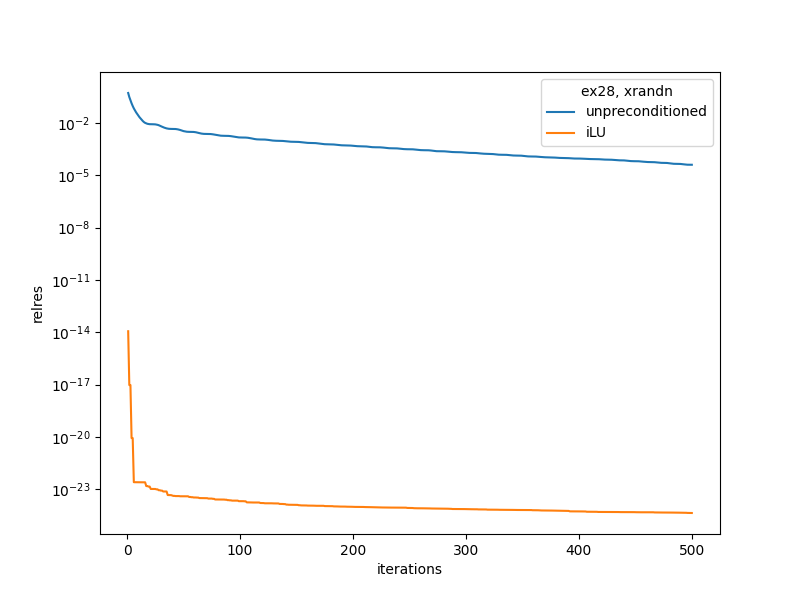 ex28, xrandn
unpreconditioned
iLU
10⁻²
10⁻⁵
10⁻⁸
10⁻¹¹
10⁻¹⁴
10⁻¹⁷
10⁻²⁰
10⁻²³
relres
0 100 200 300 400 500
iterations